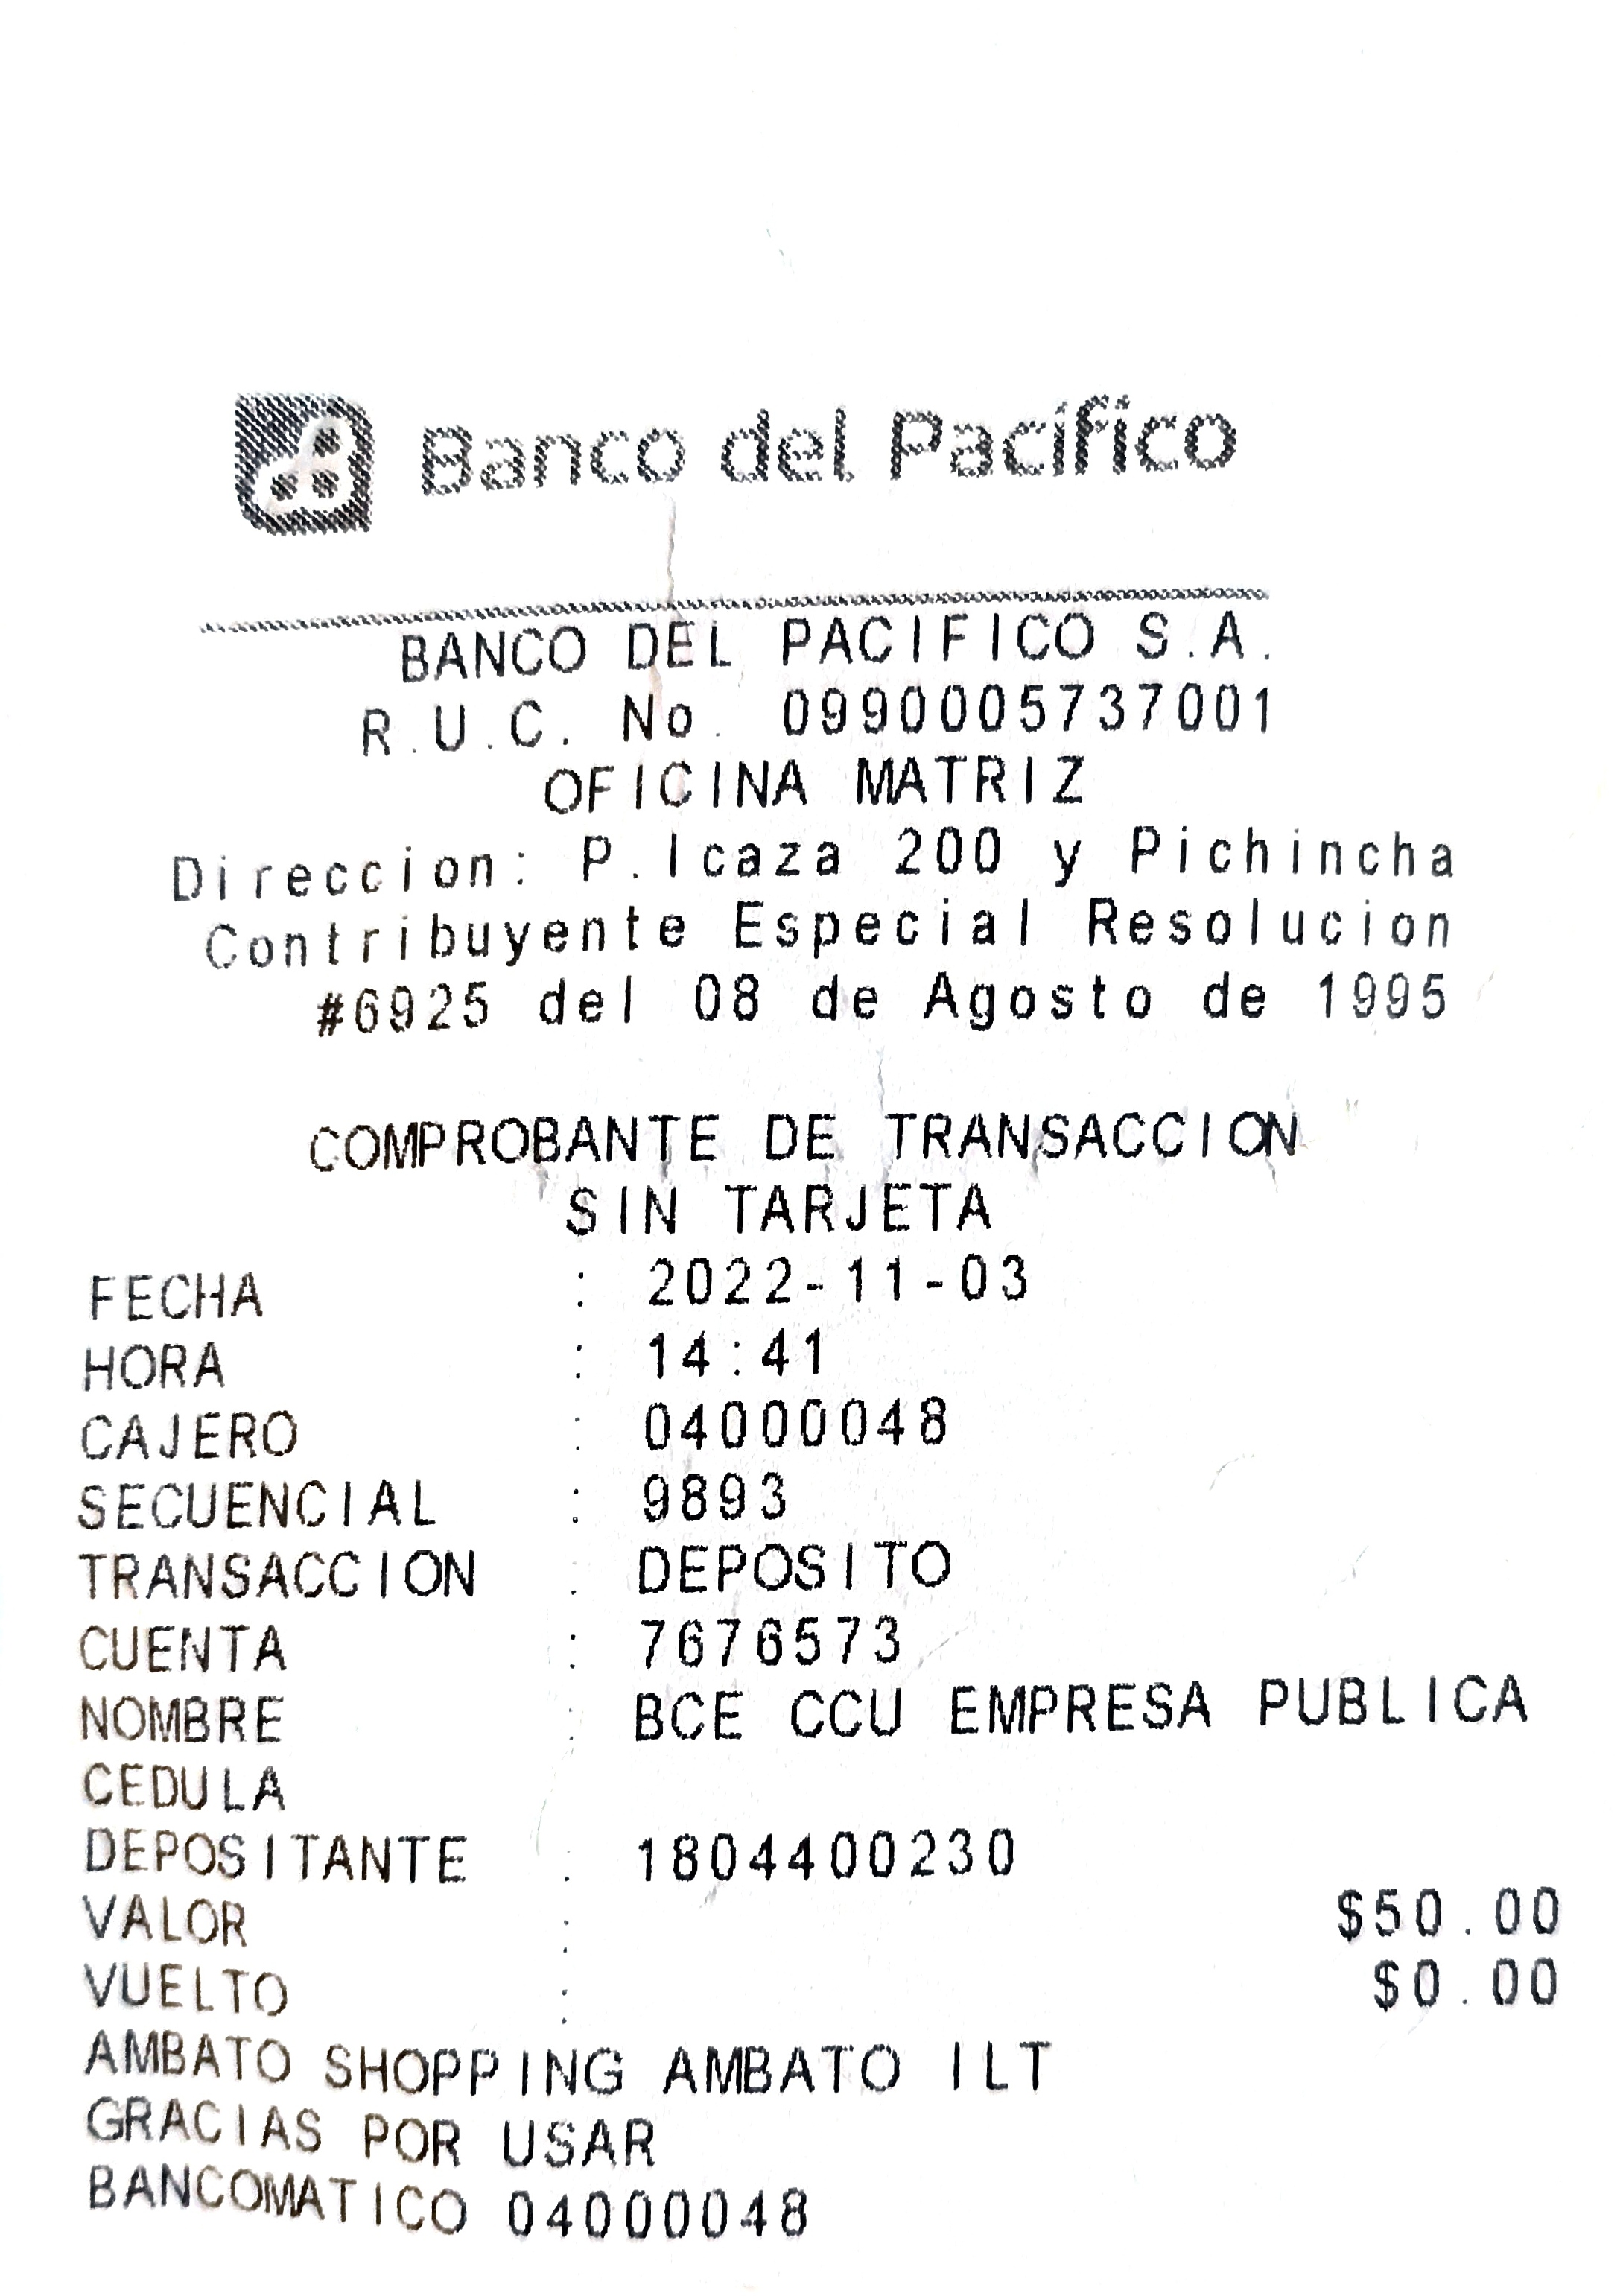 Banco del Pacífico
BANCO DEL PACIFICO S.A.
R.U.C. No. 0990005737001
OFICINA MATRIZ
Direccion: P.Icaza 200 y Pichincha
Contribuyente Especial Resolucion
#6925 del 08 de Agosto de 1995
COMPROBANTE DE TRANSACCION
SIN TARJETA
FECHA : 2022-11-03
HORA : 14:41
CAJERO : 04000048
SECUENCIAL : 9893
TRANSACCION : DEPOSITO
CUENTA : 7676573
NOMBRE : BCE CCU EMPRESA PUBLICA
CEDULA
DEPOSITANTE : 1804400230
VALOR : $50.00
VUELTO : $0.00
AMBATO SHOPPING AMBATO ILT
GRACIAS POR USAR
BANCOMATICO 04000048